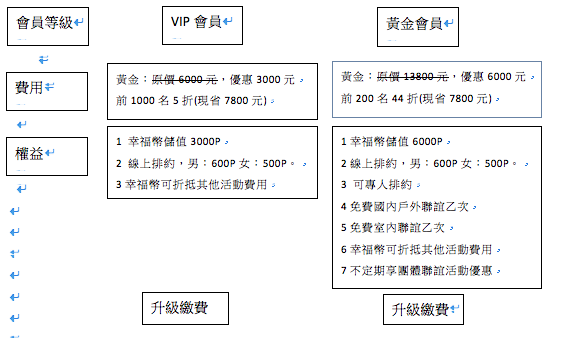 會員等級
VIP 會員
黃金會員
費用
黃金：原價 6000 元，優惠 3000 元
前 1000 名 5 折(現省 7800 元)
黃金：原價 13800 元，優惠 6000 元
前 200 名 44 折(現省 7800 元)
權益
1 幸福幣儲值 3000P
2 線上排約，男：600P 女：500P。
3 幸福幣可折抵其他活動費用
1 幸福幣儲值 6000P
2 線上排約，男：600P 女：500P
3 可專人排約
4 免費國內戶外聯誼乙次
5 免費室內聯誼乙次
6 幸福幣可折抵其他活動費用
7 不定期享團體聯誼活動優惠
升級繳費
升級繳費